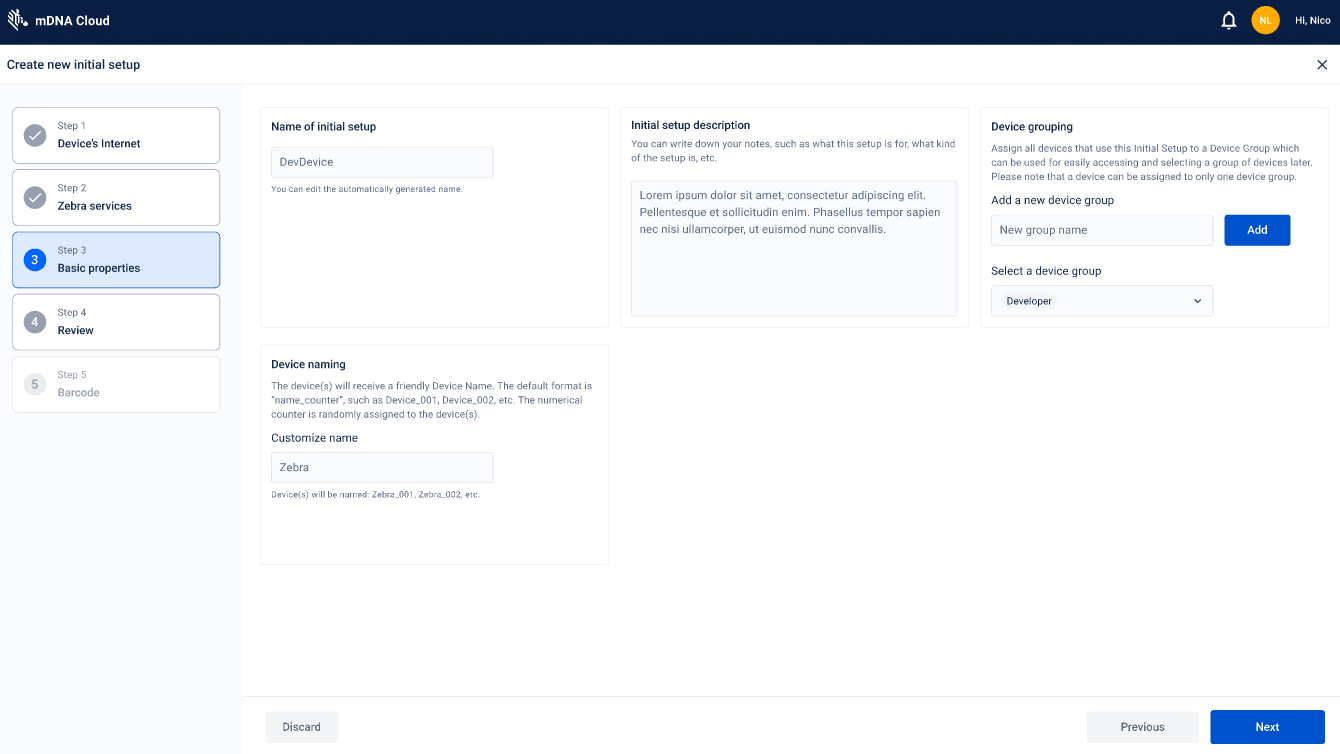 mDNA Cloud
NL
Hi, Nico
Create new initial setup
Step 1
Device's Internet
Step 2
Zebra services
3
Step 3
Basic properties
4
Step 4
Review
5
Step 5
Barcode
Name of initial setup
DevDevice
You can edit the automatically generated name.
Initial setup description
You can write down your notes, such as what this setup is for, what kind
of the setup is, etc.
Lorem ipsum dolor sit amet, consectetur adipiscing elit.
Pellentesque et sollicitudin enim. Phasellus tempor sapien
nec nisi ullamcorper, ut euismod nunc convallis.
Device grouping
Assign all devices that use this Initial Setup to a Device Group which
can be used for easily accessing and selecting a group of devices later.
Please note that a device can be assigned to only one device group.
Add a new device group
New group name
Add
Select a device group
Developer
Device naming
The device(s) will receive a friendly Device Name. The default format is
"name_counter", such as Device_001, Device_002, etc. The numerical
counter is randomly assigned to the device(s).
Customize name
Zebra
Device(s) will be named: Zebra_001, Zebra_002, etc.
Discard
Previous
Next